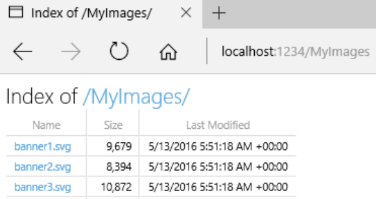 Index of /MyImages/
localhost:1234/MyImages
Index of /MyImages/
Name Size Last Modified
banner1.svg 9,679 5/13/2016 5:51:18 AM +00:00
banner2.svg 8,394 5/13/2016 5:51:18 AM +00:00
banner3.svg 10,872 5/13/2016 5:51:18 AM +00:00